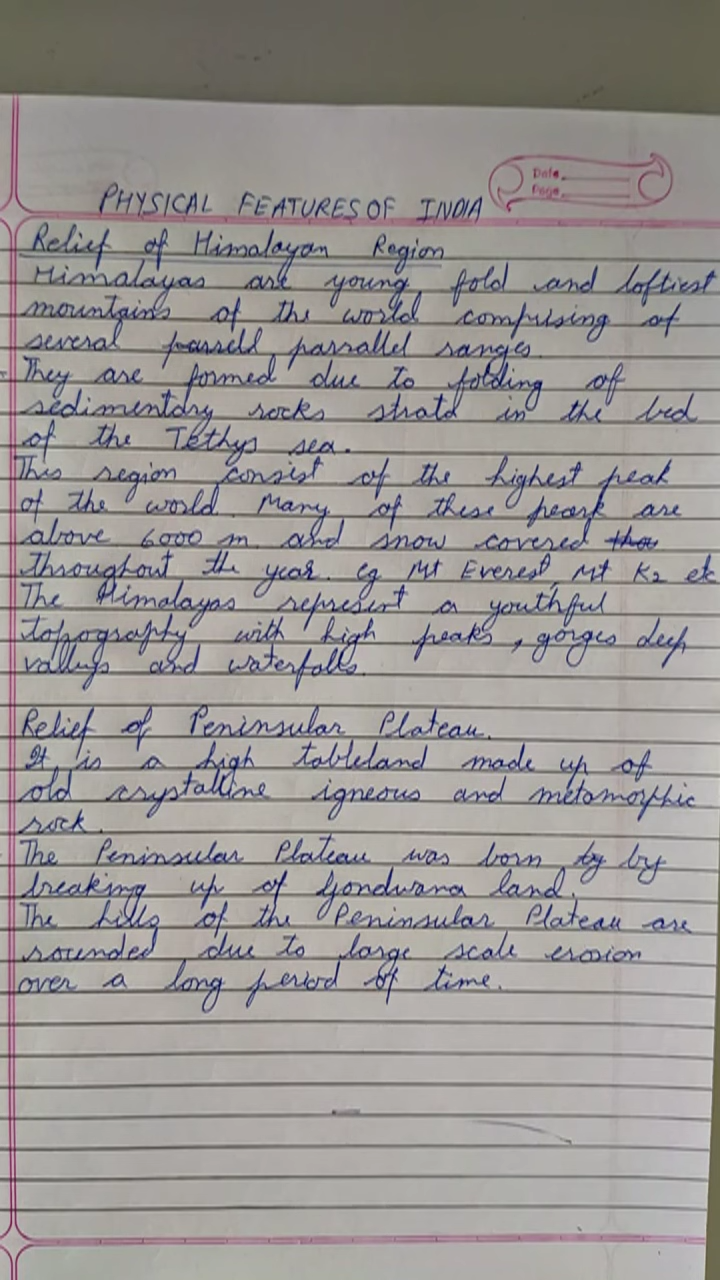 Date
Page
PHYSICAL FEATURES OF INDIA
Relief of Himalayan Region
Himalayas are young, fold and loftiest
mountains of the world comprising of
several parrelel parrallel ranges.
They are formed due to folding of
sedimentory rocks strata in the bed
of the Tethys sea.
This region consist of the highest peak
of the world. Many of these peark are
above 6000 m and snow covered thou
throughout the year. eg Mt Everest, Mt K2 etc
The Himalayas represent a youthful
topography with high peaks, gorges deep
valleys and waterfalls.
Relief of Peninsular Plateau.
It is a high tableland made up of
old crystalline igneous and metamorphic
rock.
The Peninsular Plateau was born by by
breaking up of Gondwana land.
The hills of the Peninsular Plateau are
rounded due to large scale erosion
over a long period of time.